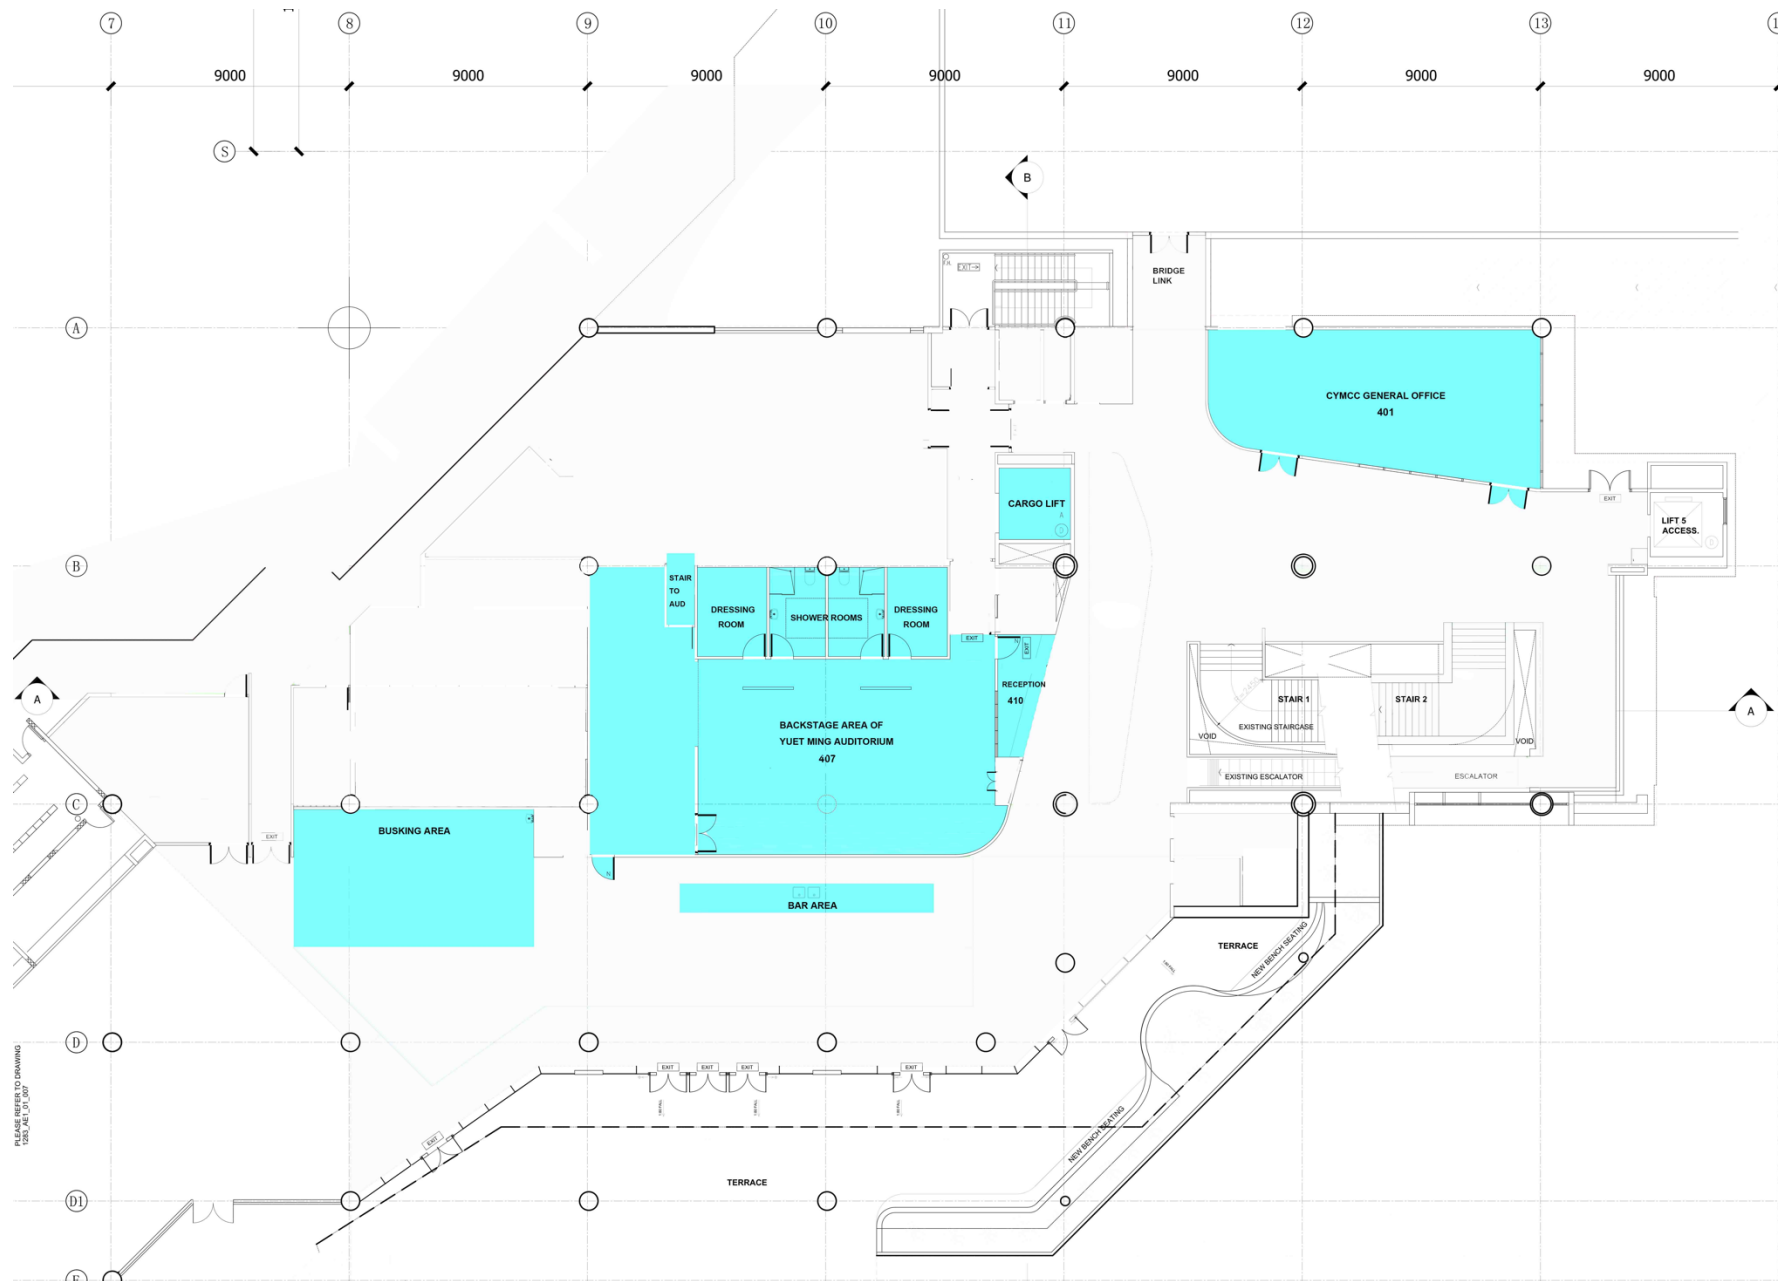 7 8 9 10 11 12 13
9000 9000 9000 9000 9000 9000 9000
S
B
F.H.
EXIT→
BRIDGE
LINK
A
CYMCC GENERAL OFFICE
401
CARGO LIFT
A
D
EXIT
LIFT 5
ACCESS.
D
B
STAIR
TO
AUD
DRESSING
ROOM
SHOWER ROOMS
DRESSING
ROOM
EXIT
EXIT
N
RECEPTION
410
A
STAIR 1
STAIR 2
EXISTING STAIRCASE
VOID
VOID
A
BACKSTAGE AREA OF
YUET MING AUDITORIUM
407
EXISTING ESCALATOR
ESCALATOR
C
BUSKING AREA
EXIT
N
BAR AREA
TERRACE
NEW BENCH SEATING
D
EXIT EXIT EXIT EXIT
PLEASE REFER TO DRAWING
1283_AE1_01_007
EXIT
NEW BENCH SEATING
TERRACE
D1
E